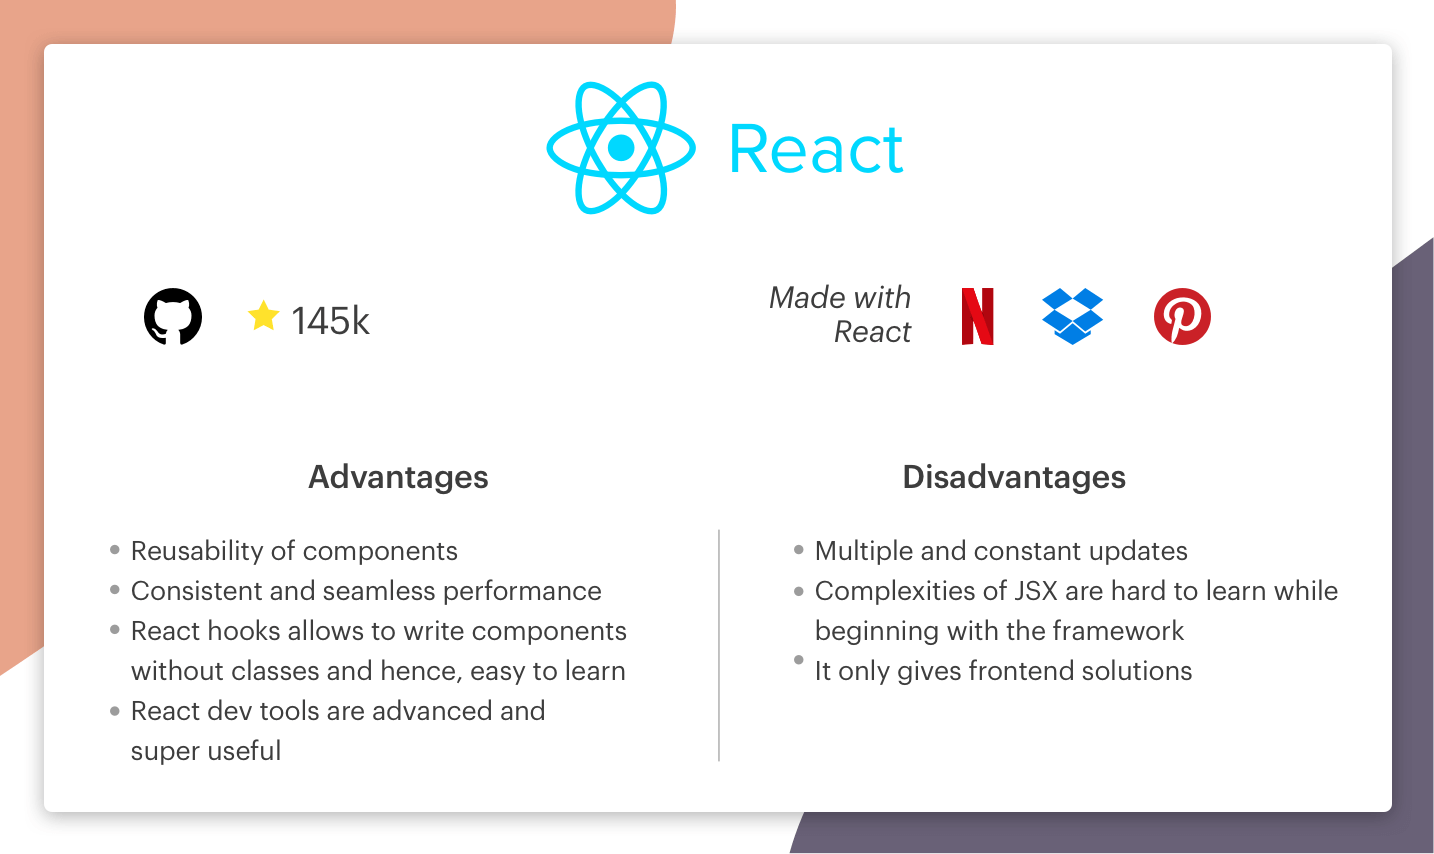 React
145k
Made with
React
Advantages
Reusability of components
Consistent and seamless performance
React hooks allows to write components
without classes and hence, easy to learn
React dev tools are advanced and
super useful
Disadvantages
Multiple and constant updates
Complexities of JSX are hard to learn while
beginning with the framework
It only gives frontend solutions